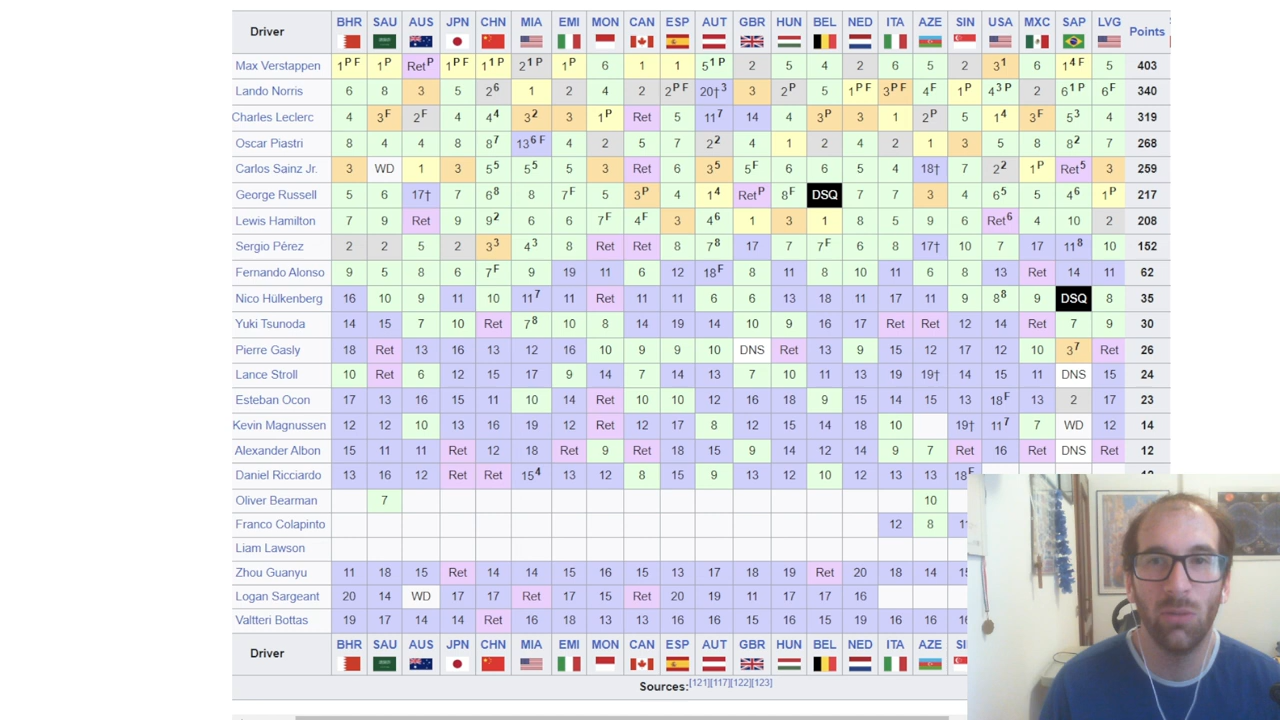 Driver BHR SAU AUS JPN CHN MIA EMI MON CAN ESP AUT GBR HUN BEL NED ITA AZE SIN USA MXC SAP LVG Points
Max Verstappen 1P F 1P RetP 1P F 11 P 21 P 1P 6 1 1 51 P 2 5 4 2 6 5 2 31 6 14 F 5 403
Lando Norris 6 8 3 5 26 1 2 4 2 2P F 20†3 3 2P 5 1P F 3P F 4F 1P 43 P 2 61 P 6F 340
Charles Leclerc 4 3F 2F 4 44 32 3 1P Ret 5 117 14 4 3P 3 1 2P 5 14 3F 53 4 319
Oscar Piastri 8 4 4 8 87 136 F 4 2 5 7 22 4 1 2 4 2 1 3 5 8 82 7 268
Carlos Sainz Jr. 3 WD 1 3 55 55 5 3 Ret 6 35 5F 6 6 5 4 18† 7 22 1P Ret5 3 259
George Russell 5 6 17† 7 68 8 7F 5 3P 4 14 RetP 8F DSQ 7 7 3 4 65 5 46 1P 217
Lewis Hamilton 7 9 Ret 9 92 6 6 7F 4F 3 46 1 3 1 8 5 9 6 Ret6 4 10 2 208
Sergio Pérez 2 2 5 2 33 43 8 Ret Ret 8 78 17 7 7F 6 8 17† 10 7 17 118 10 152
Fernando Alonso 9 5 8 6 7F 9 19 11 6 12 18F 8 11 8 10 11 6 8 13 Ret 14 11 62
Nico Hülkenberg 16 10 9 11 10 117 11 Ret 11 11 6 6 13 18 11 17 11 9 88 9 DSQ 8 35
Yuki Tsunoda 14 15 7 10 Ret 78 10 8 14 19 14 10 9 16 17 Ret Ret 12 14 Ret 7 9 30
Pierre Gasly 18 Ret 13 16 13 12 16 10 9 9 10 DNS Ret 13 9 15 12 17 12 10 37 Ret 26
Lance Stroll 10 Ret 6 12 15 17 9 14 7 14 13 7 10 11 13 19 19† 14 15 11 DNS 15 24
Esteban Ocon 17 13 16 15 11 10 14 Ret 10 10 12 16 18 9 15 14 15 13 18F 13 2 17 23
Kevin Magnussen 12 12 10 13 16 19 12 Ret 12 17 8 12 15 14 18 10 19† 117 7 WD 12 14
Alexander Albon 15 11 11 Ret 12 18 Ret 9 Ret 18 15 9 14 12 14 9 7 Ret 16 Ret DNS Ret 12
Daniel Ricciardo 13 16 12 Ret Ret 154 13 12 8 15 9 13 12 10 12 13 13 18F
Oliver Bearman 7 10
Franco Colapinto 12 8
Liam Lawson
Zhou Guanyu 11 18 15 Ret 14 14 15 16 15 13 17 18 19 Ret 20 18 14
Logan Sargeant 20 14 WD 17 17 Ret 17 15 Ret 20 19 11 17 17 16
Valtteri Bottas 19 17 14 14 Ret 16 18 13 13 16 16 15 16 15 19 16 16
Driver BHR SAU AUS JPN CHN MIA EMI MON CAN ESP AUT GBR HUN BEL NED ITA AZE
Sources:[121][117][122][123]